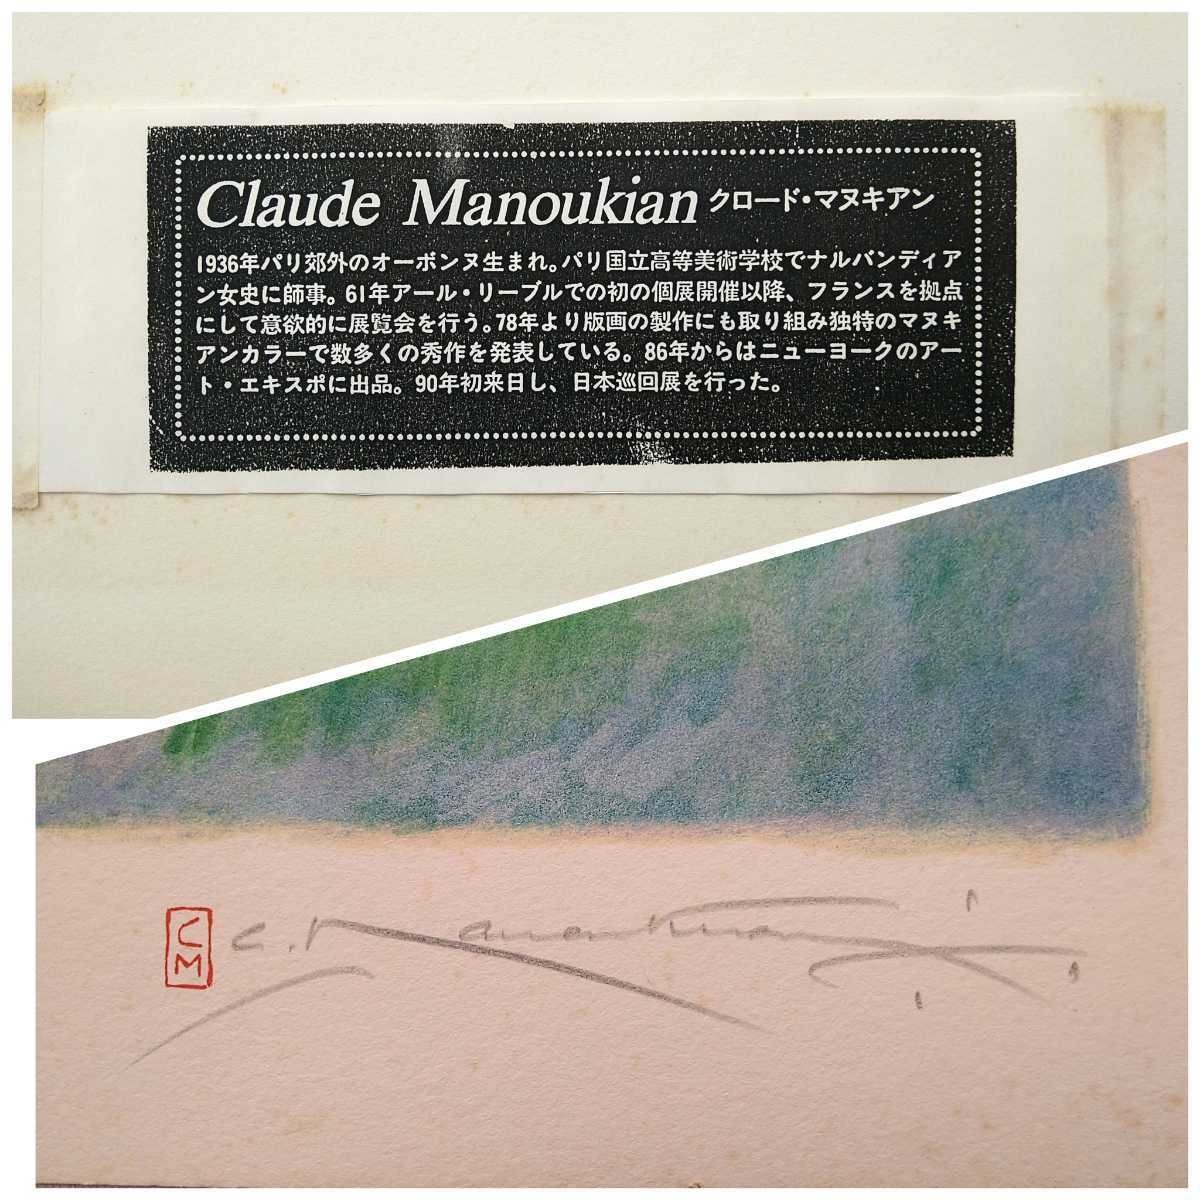 Claude Manoukian クロード・マヌキアン
1936年パリ郊外のオーボンヌ生まれ。パリ国立高等美術学校でナルバンディア
ン女史に師事。61年アール・リーブルでの初の個展開催以降、フランスを拠点
にして意欲的に展覧会を行う。78年より版画の製作にも取り組み独特のマヌキ
アンカラーで数多くの秀作を発表している。86年からはニューヨークのアー
ト・エキスポに出品。90年初来日し、日本巡回展を行った。
C
M
C. Manoukian